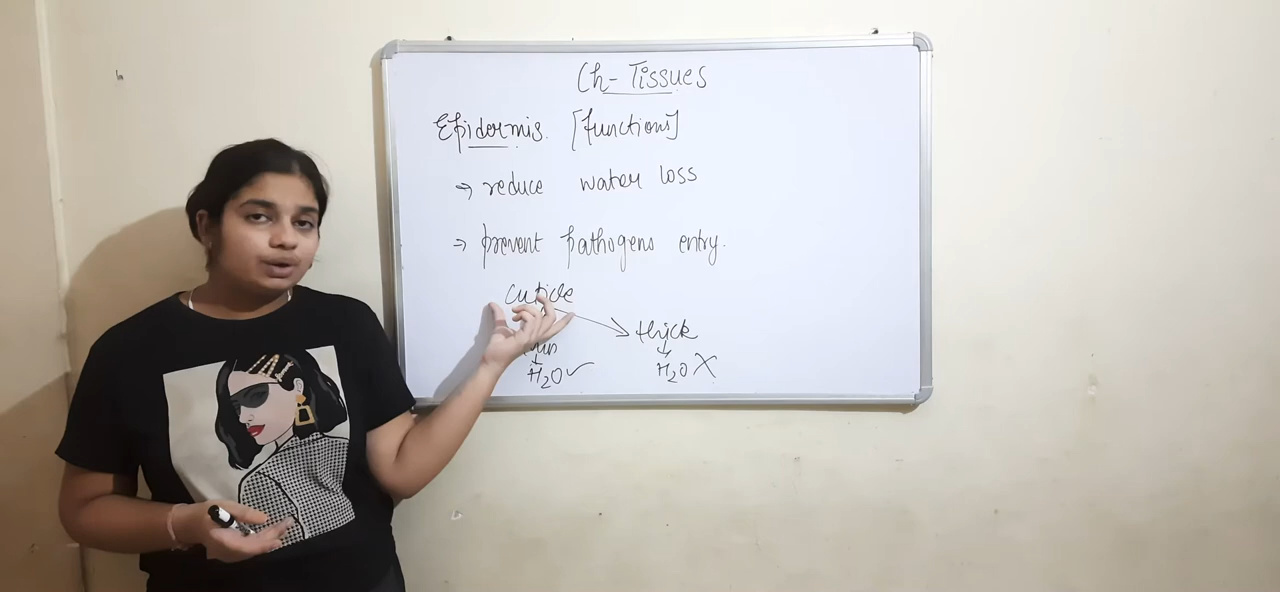 Ch- Tissues
Epidermis. [functions]
→ reduce water loss
→ prevent pathogens entry.
Cuticle
thick
H2O ✓ H2O X